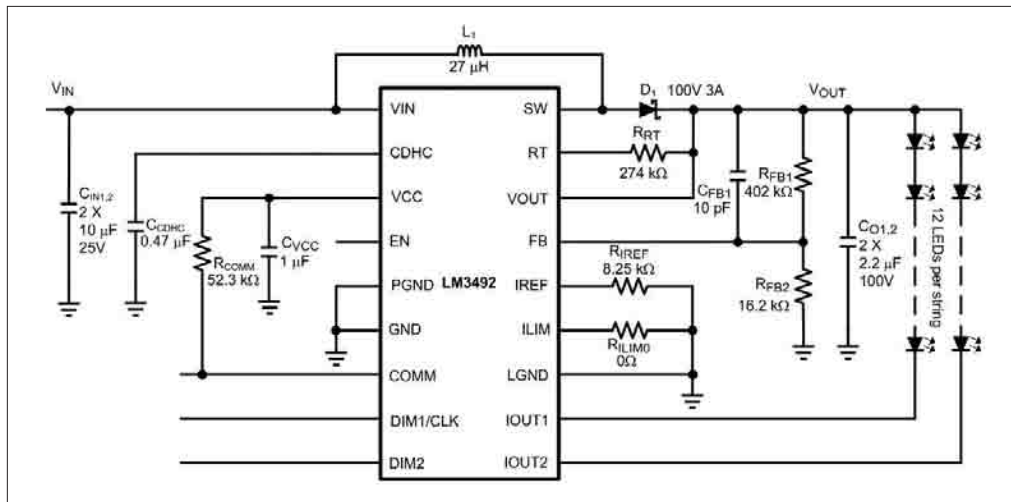 L1
27 µH
VIN
D1 100V 3A
VOUT
VIN
CDHC
VCC
EN
PGND
GND
COMM
DIM1/CLK
DIM2
LM3492
SW
RT
VOUT
FB
IREF
ILIM
LGND
IOUT1
IOUT2
CIN1,2
2 X
10 µF
25V
CCDHC
0.47 µF
RCOMM
52.3 kΩ
CVCC
1 µF
RRT
274 kΩ
CFB1
10 pF
RFB1
402 kΩ
RIREF
8.25 kΩ
RILIM0
0Ω
RFB2
16.2 kΩ
CO1,2
2 X
2.2 µF
100V
12 LEDs per string